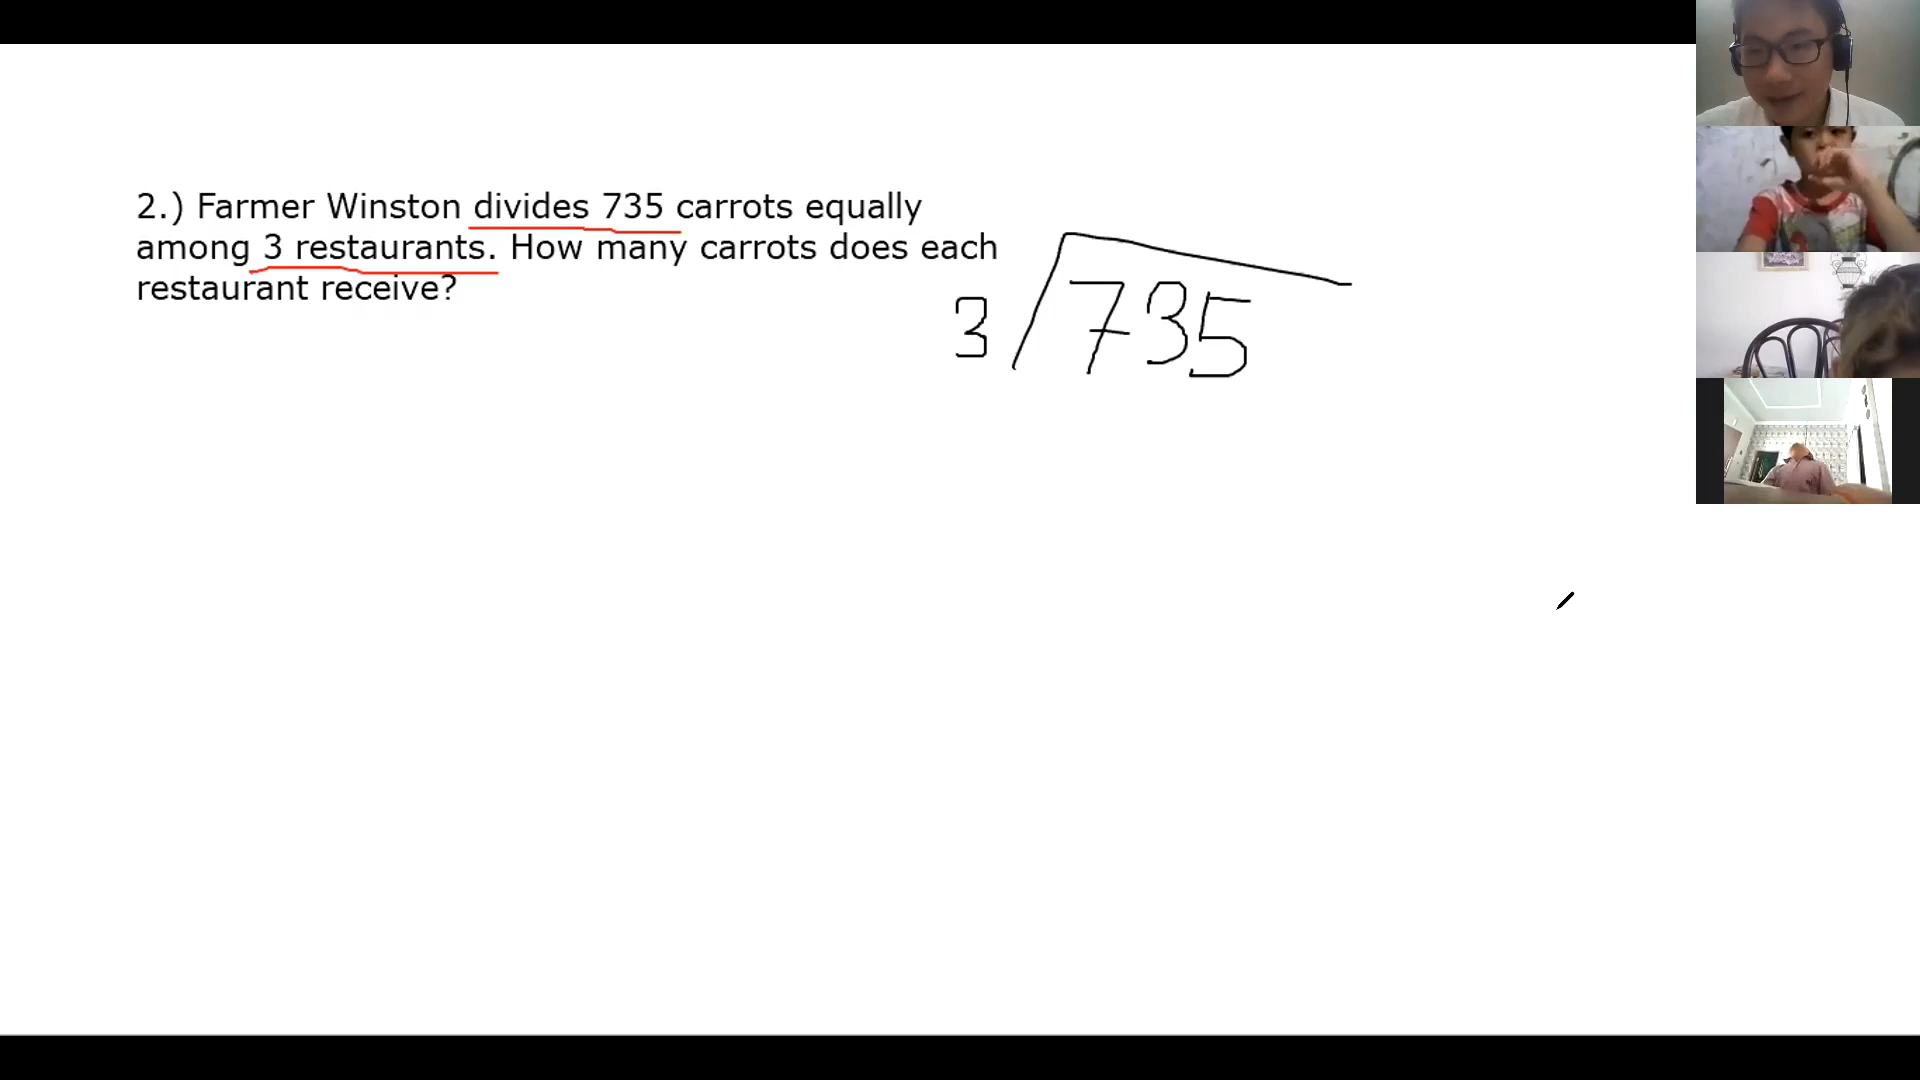 2.) Farmer Winston divides 735 carrots equally
among 3 restaurants. How many carrots does each
restaurant receive?
3 735